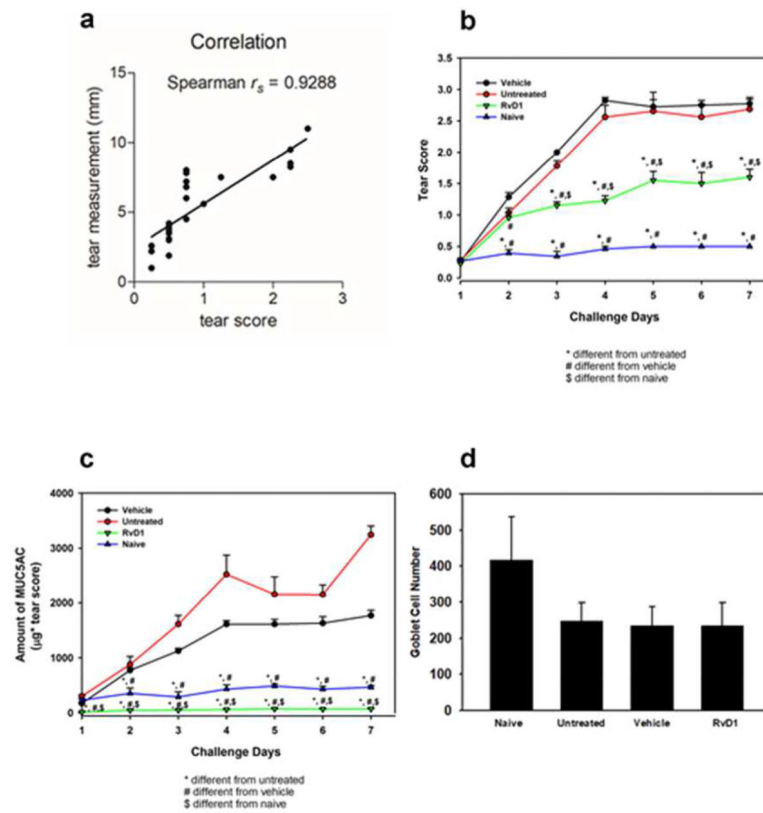 a
Correlation
Spearman rs = 0.9288
tear measurement (mm)
15
10
5
0
0
1
2
3
tear score
b
Vehicle
Untreeated
RvD1
Naive
Tear Score
3.5
3.0
2.5
2.0
1.5
1.0
0.5
0.0
*, #,$
*, #,$
*, #,$
*, #,$
*, #,$
#
*, #
*, #
*, #
*, #
*, #
*, #
1
2
3
4
5
6
7
Challenge Days
* different from untreated
# different from vehicle
$ different from naive
c
Vehicle
Untreated
RvD1
Naive
Amount of MUC5AC
(µg* tear score)
4000
3000
2000
1000
0
*, #
*, #
*, #
*, #
*, #
*, #
*, #,$
*, #,$
*, #,$
*, #,$
*, #,$
*, #,$
*, #,$
1
2
3
4
5
6
7
Challenge Days
* different from untreated
# different from vehicle
$ different from naive
d
Goblet Cell Number
600
500
400
300
200
100
0
Naive
Untreated
Vehicle
RvD1